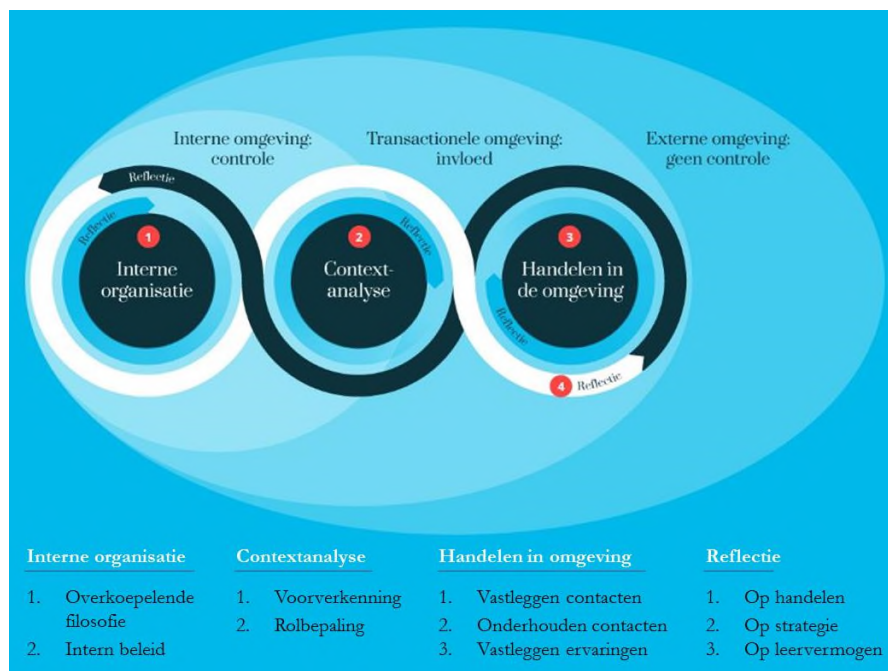 Interne omgeving:
controle
Transactionele omgeving:
invloed
Externe omgeving:
geen controle
Reflectie
Reflectie
1
Interne
organisatie
Reflectie
2
Context-
analyse
3
Handelen in
de omgeving
Reflectie
4 Reflectie
Interne organisatie
1. Overkoepelende
filosofie
2. Intern beleid
Contextanalyse
1. Voorverkenning
2. Rolbepaling
Handelen in omgeving
1. Vastleggen contacten
2. Onderhouden contacten
3. Vastleggen ervaringen
Reflectie
1. Op handelen
2. Op strategie
3. Op leervermogen